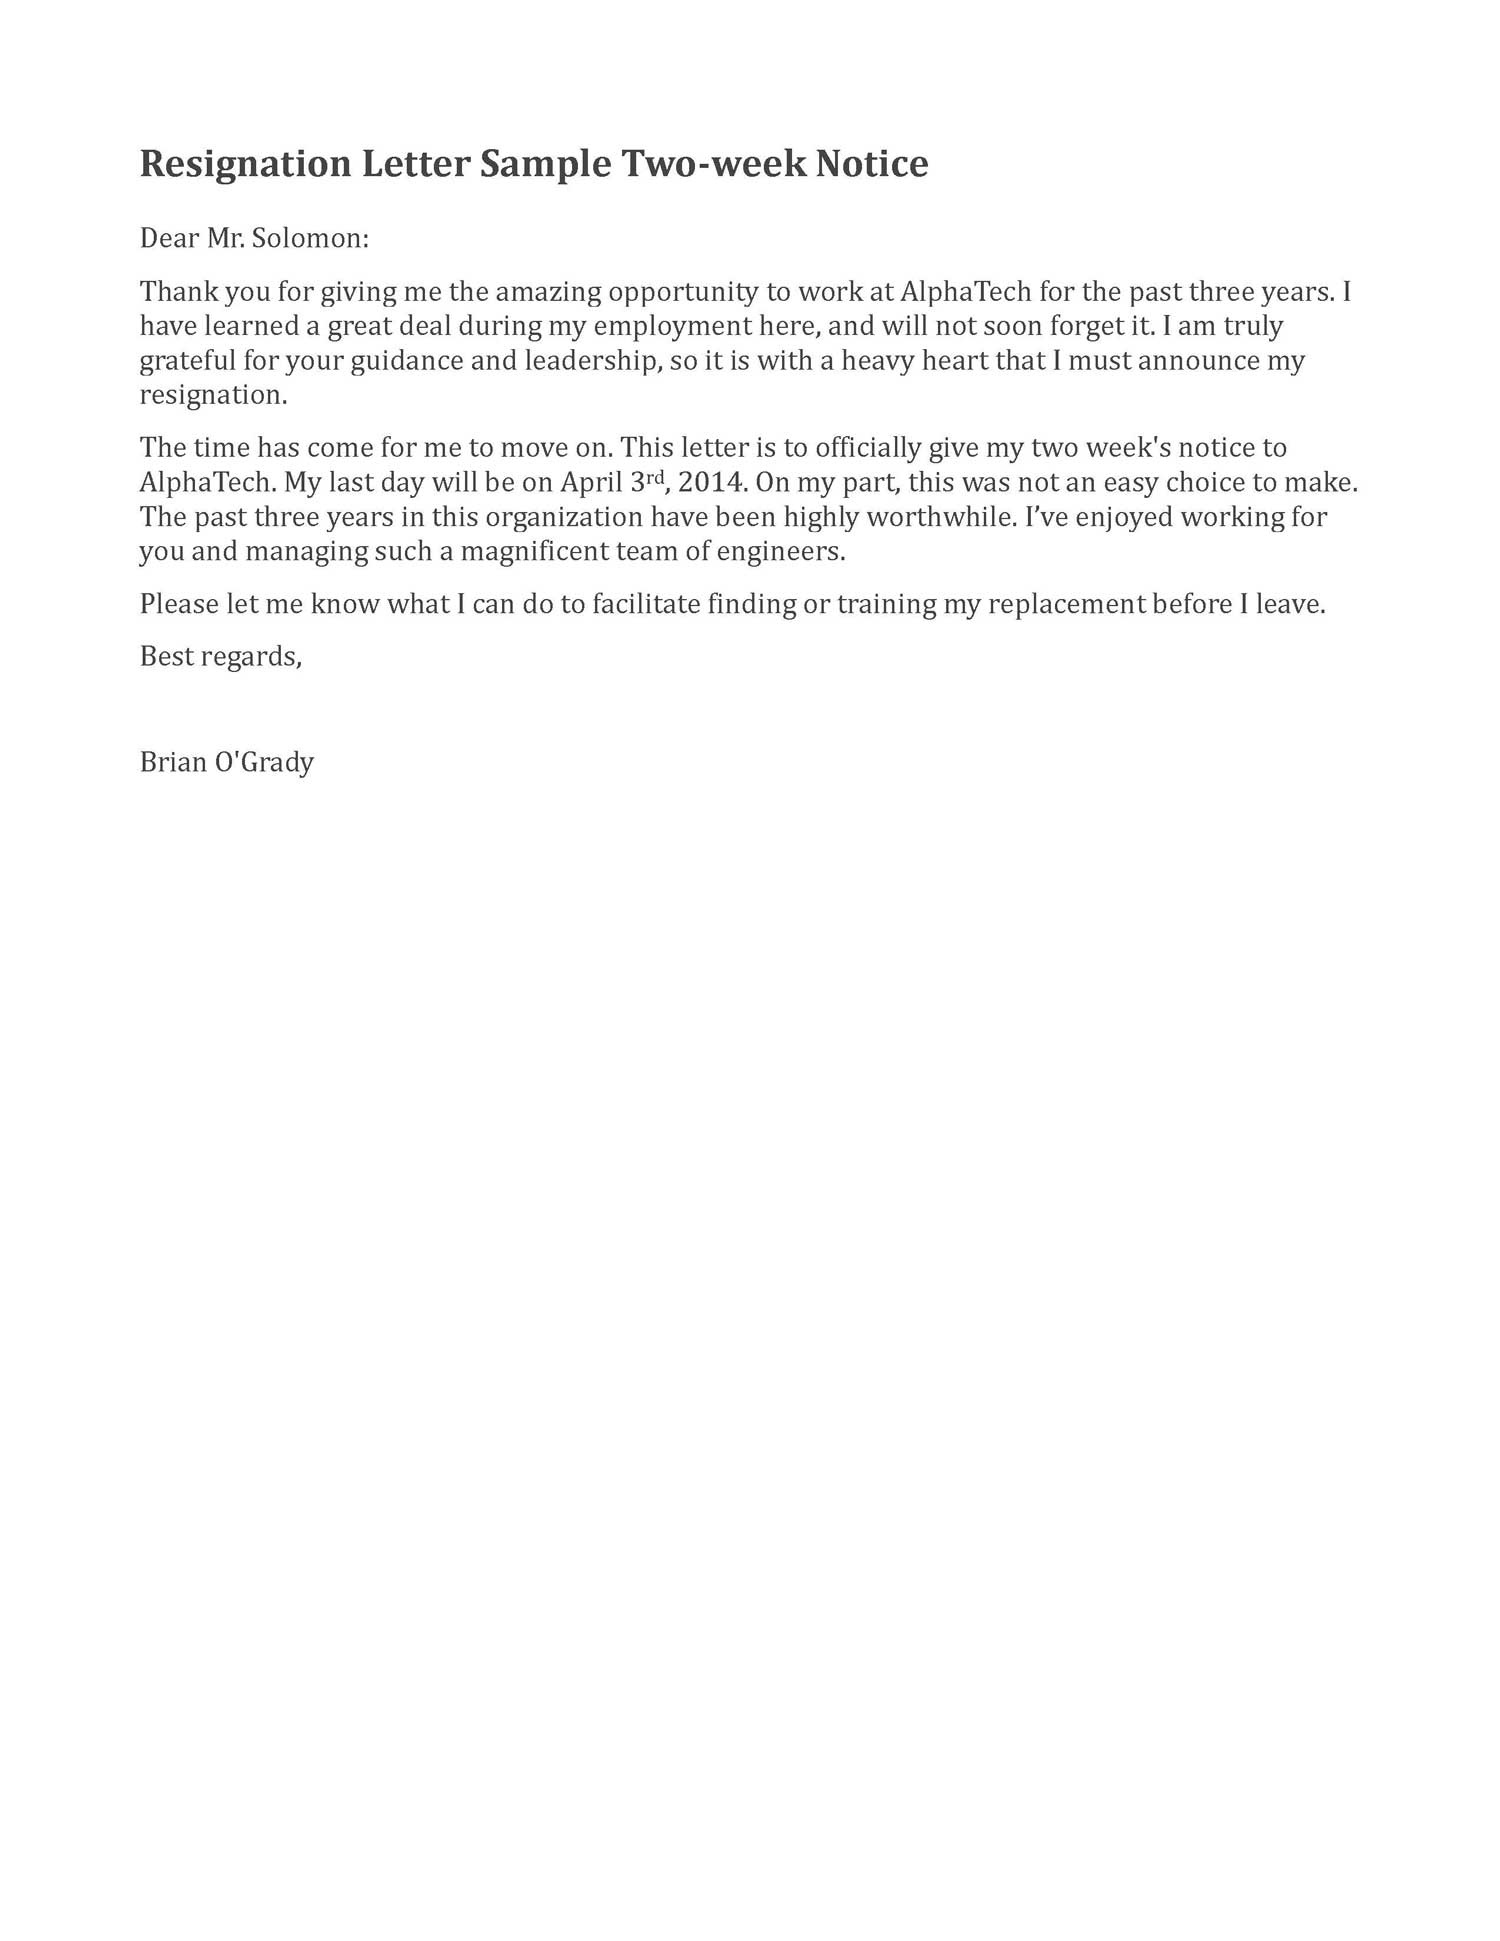 Resignation Letter Sample Two-week Notice
Dear Mr. Solomon:
Thank you for giving me the amazing opportunity to work at AlphaTech for the past three years. I
have learned a great deal during my employment here, and will not soon forget it. I am truly
grateful for your guidance and leadership, so it is with a heavy heart that I must announce my
resignation.
The time has come for me to move on. This letter is to officially give my two week's notice to
AlphaTech. My last day will be on April 3rd, 2014. On my part, this was not an easy choice to make.
The past three years in this organization have been highly worthwhile. I’ve enjoyed working for
you and managing such a magnificent team of engineers.
Please let me know what I can do to facilitate finding or training my replacement before I leave.
Best regards,
Brian O'Grady